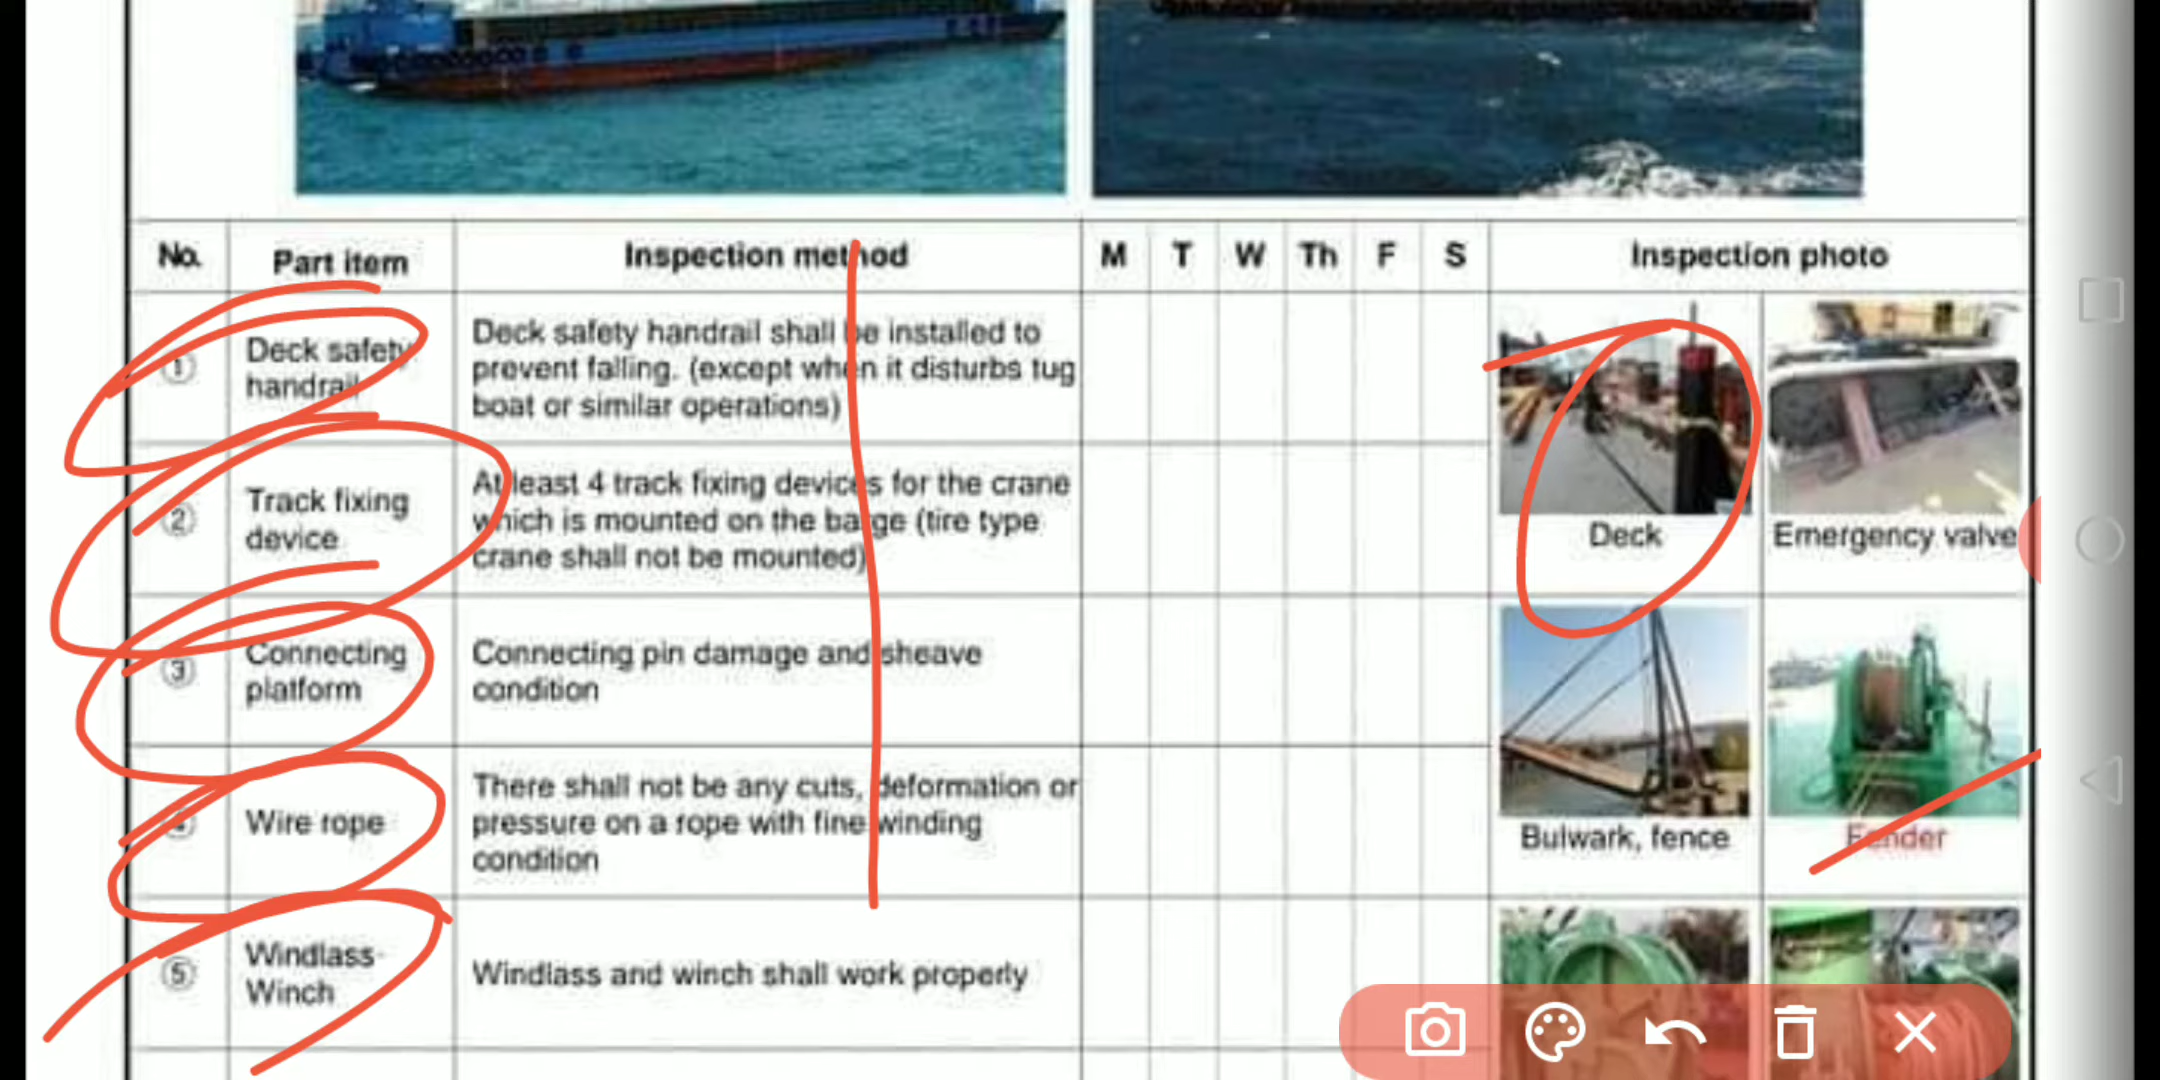 No. Part item Inspection method M T W Th F S Inspection photo
① Deck safety handrail
Deck safety handrail shall be installed to
prevent falling. (except when it disturbs tug
boat or similar operations)
② Track fixing device
At least 4 track fixing devices for the crane
which is mounted on the barge (tire type
crane shall not be mounted)
Deck Emergency valve
③ Connecting platform
Connecting pin damage and sheave
condition
④ Wire rope
There shall not be any cuts, deformation or
pressure on a rope with fine winding
condition
Bulwark, fence Fender
⑤ Windlass· Winch
Windlass and winch shall work properly